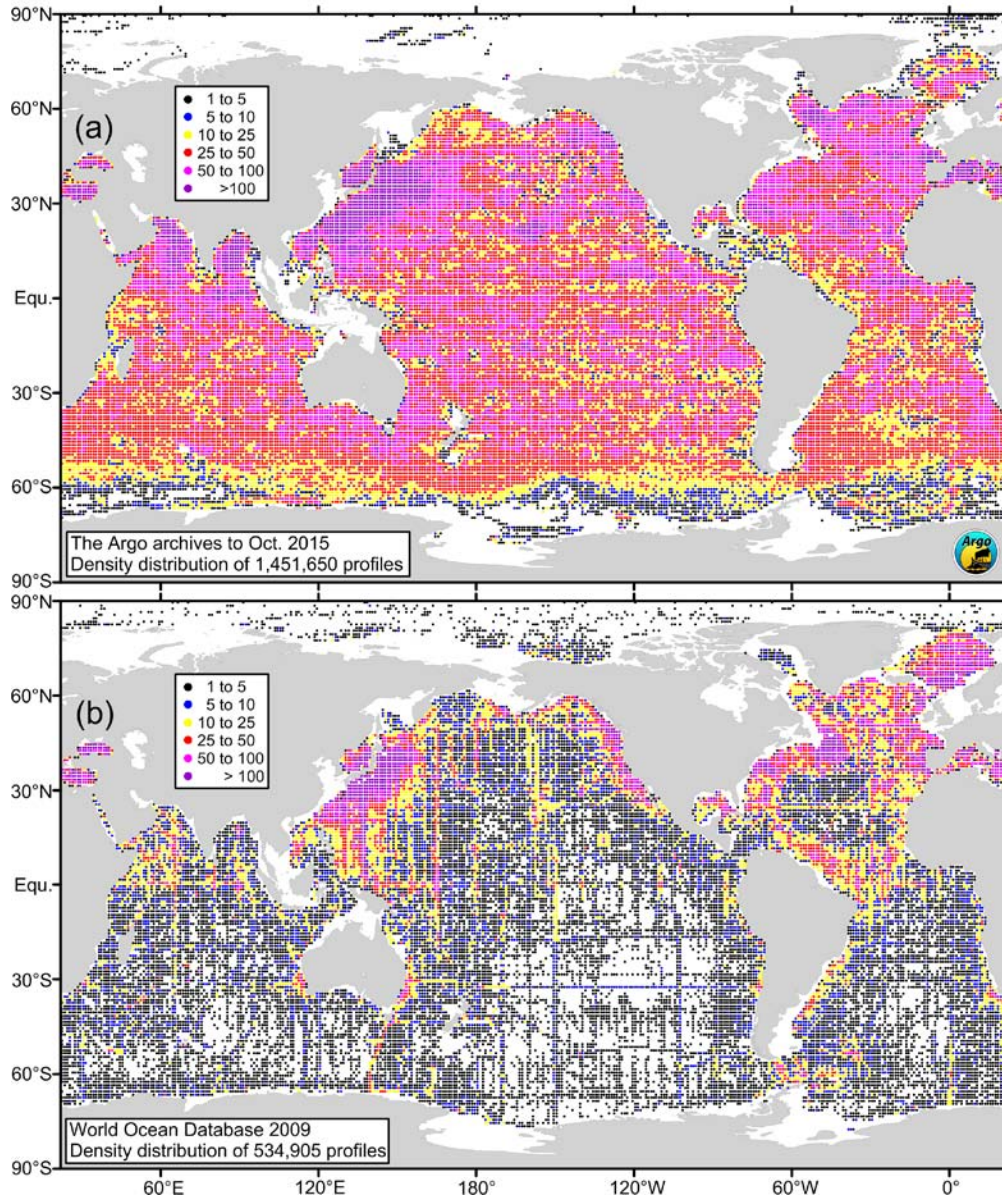 90°N
60°N
30°N
Equ.
30°S
60°S
90°S
(a)
1 to 5
5 to 10
10 to 25
25 to 50
50 to 100
>100
The Argo archives to Oct. 2015
Density distribution of 1,451,650 profiles
Argo
90°N
60°N
30°N
Equ.
30°S
60°S
90°S
(b)
1 to 5
5 to 10
10 to 25
25 to 50
50 to 100
> 100
World Ocean Database 2009
Density distribution of 534,905 profiles
60°E 120°E 180° 120°W 60°W 0°